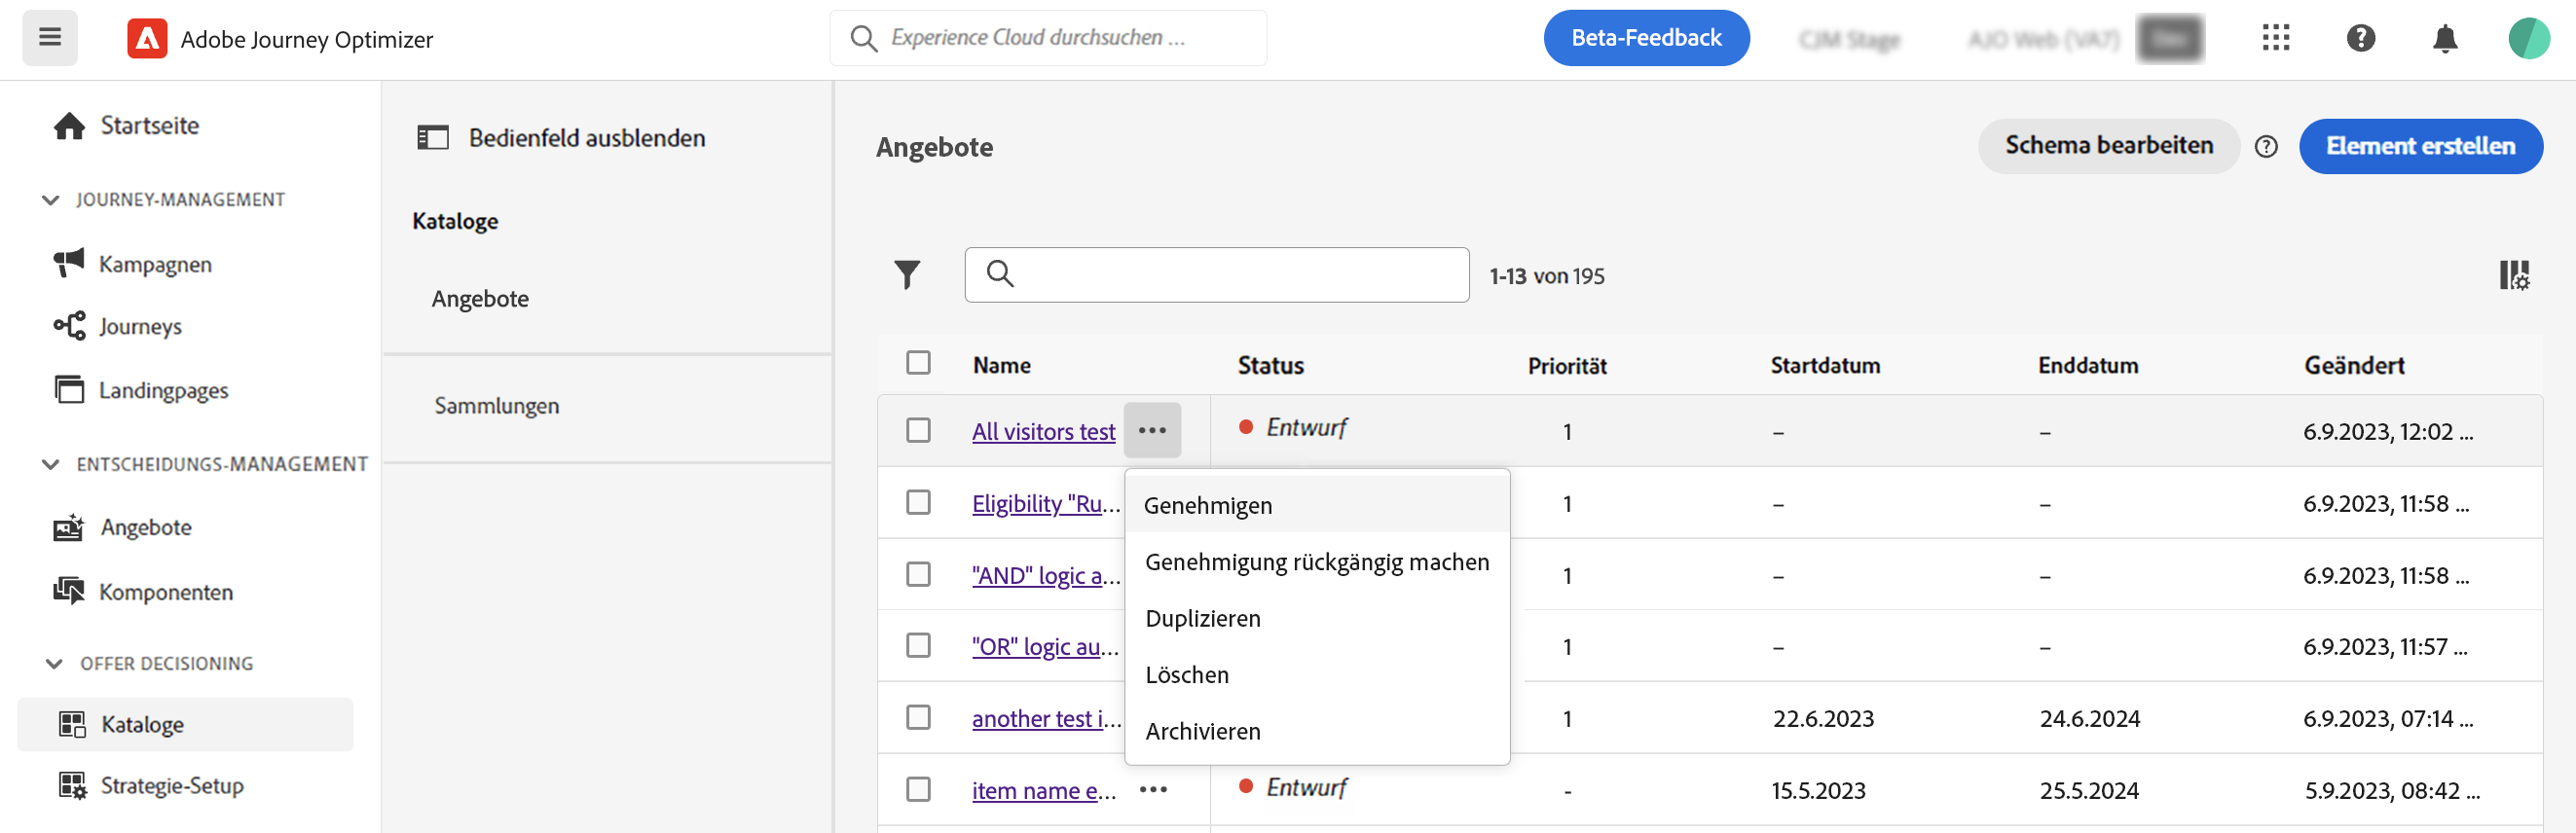 Adobe Journey Optimizer
Experience Cloud durchsuchen ...
Beta-Feedback
CJM Stage
AJO Web (VA7)
Startseite
JOURNEY-MANAGEMENT
Kampagnen
Journeys
Landingpages
ENTSCHEIDUNGS-MANAGEMENT
Angebote
Komponenten
OFFER DECISIONING
Kataloge
Strategie-Setup
Bedienfeld ausblenden
Kataloge
Angebote
Sammlungen
Angebote
Schema bearbeiten
Element erstellen
1-13 von 195
Name Status Priorität Startdatum Enddatum Geändert
All visitors test ••• Entwurf 1 – – 6.9.2023, 12:02 ...
Eligibility "Ru... 1 – – 6.9.2023, 11:58 ...
"AND" logic a... 1 – – 6.9.2023, 11:58 ...
"OR" logic au... 1 – – 6.9.2023, 11:57 ...
another test i... 1 22.6.2023 24.6.2024 6.9.2023, 07:14 ...
item name e... ••• Entwurf - 15.5.2023 25.5.2024 5.9.2023, 08:42 ...
Genehmigen
Genehmigung rückgängig machen
Duplizieren
Löschen
Archivieren